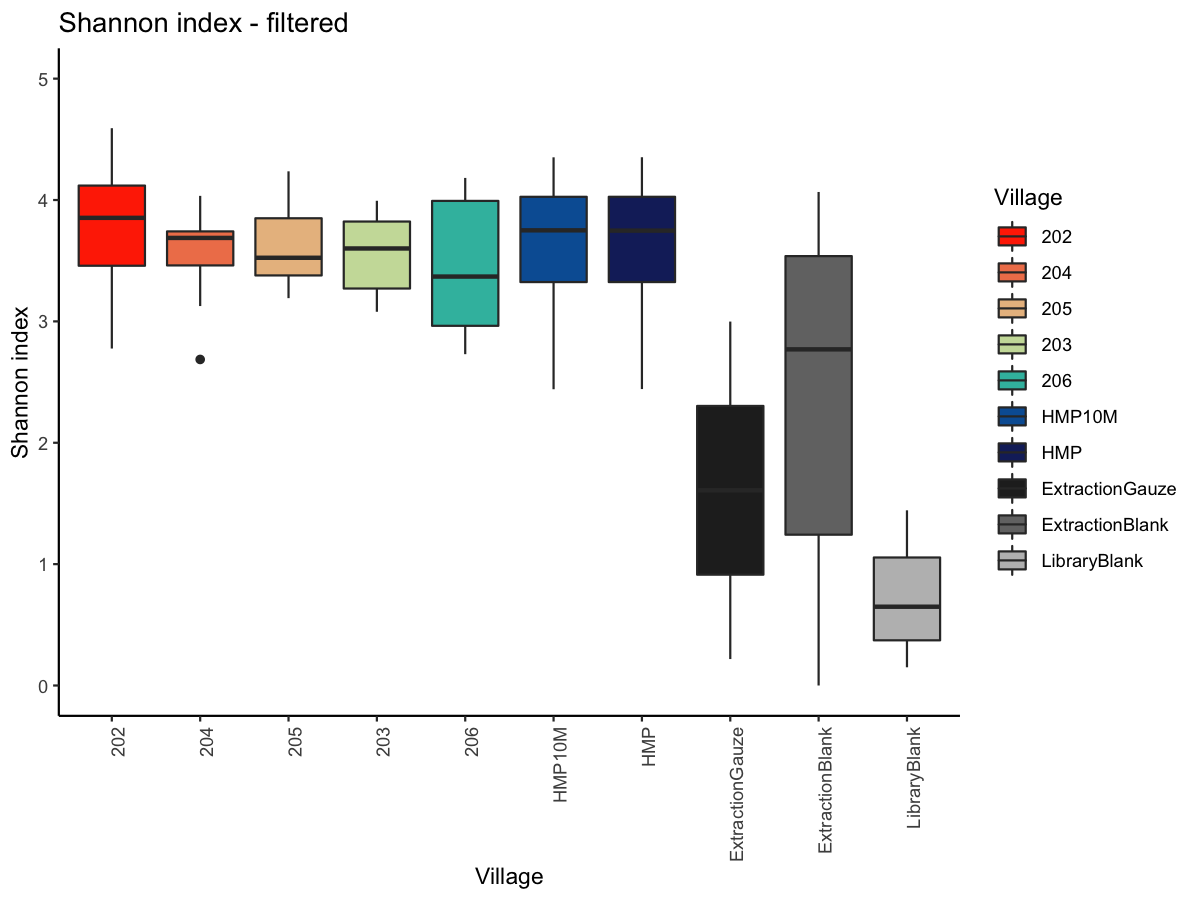 Shannon index - filtered
Shannon index
5
4
3
2
1
0
202
204
205
203
206
HMP10M
HMP
ExtractionGauze
ExtractionBlank
LibraryBlank
Village
Village
202
204
205
203
206
HMP10M
HMP
ExtractionGauze
ExtractionBlank
LibraryBlank